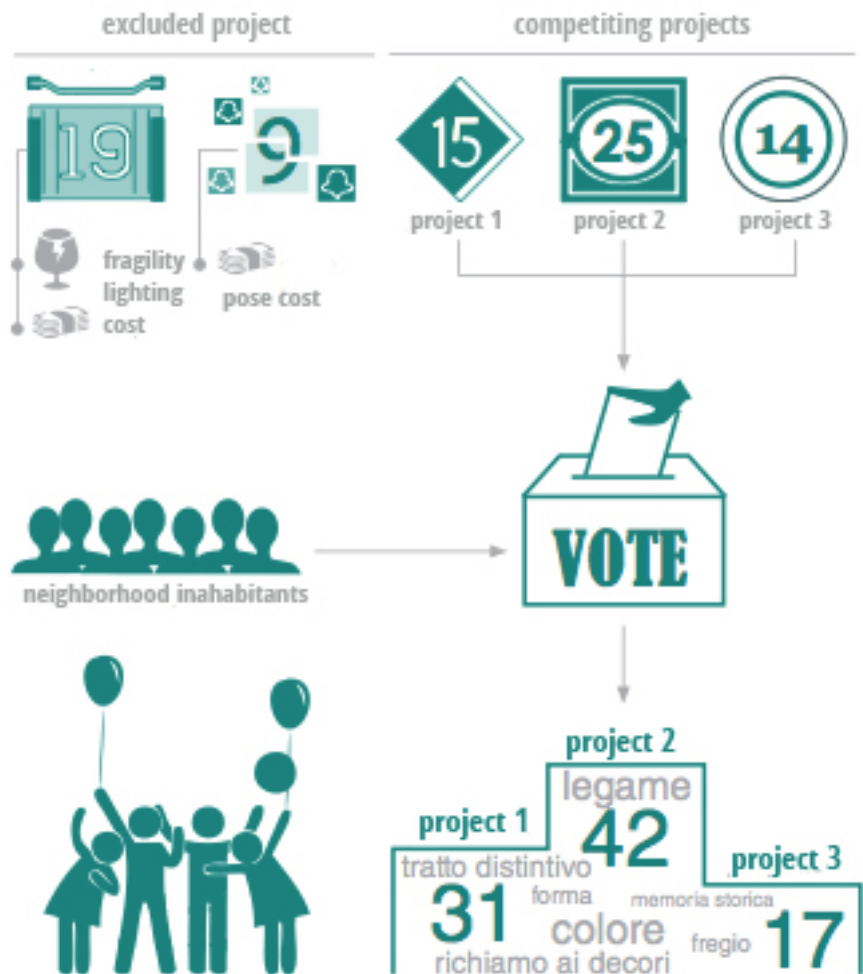 excluded project
competiting projects
19
9
15
25
14
project 1
project 2
project 3
fragility
lighting
cost
pose cost
VOTE
neighborhood inahabitants
project 2
legame
42
project 1
project 3
tratto distintivo
31
forma
memoria storica
colore
fregio
17
richiamo ai decori